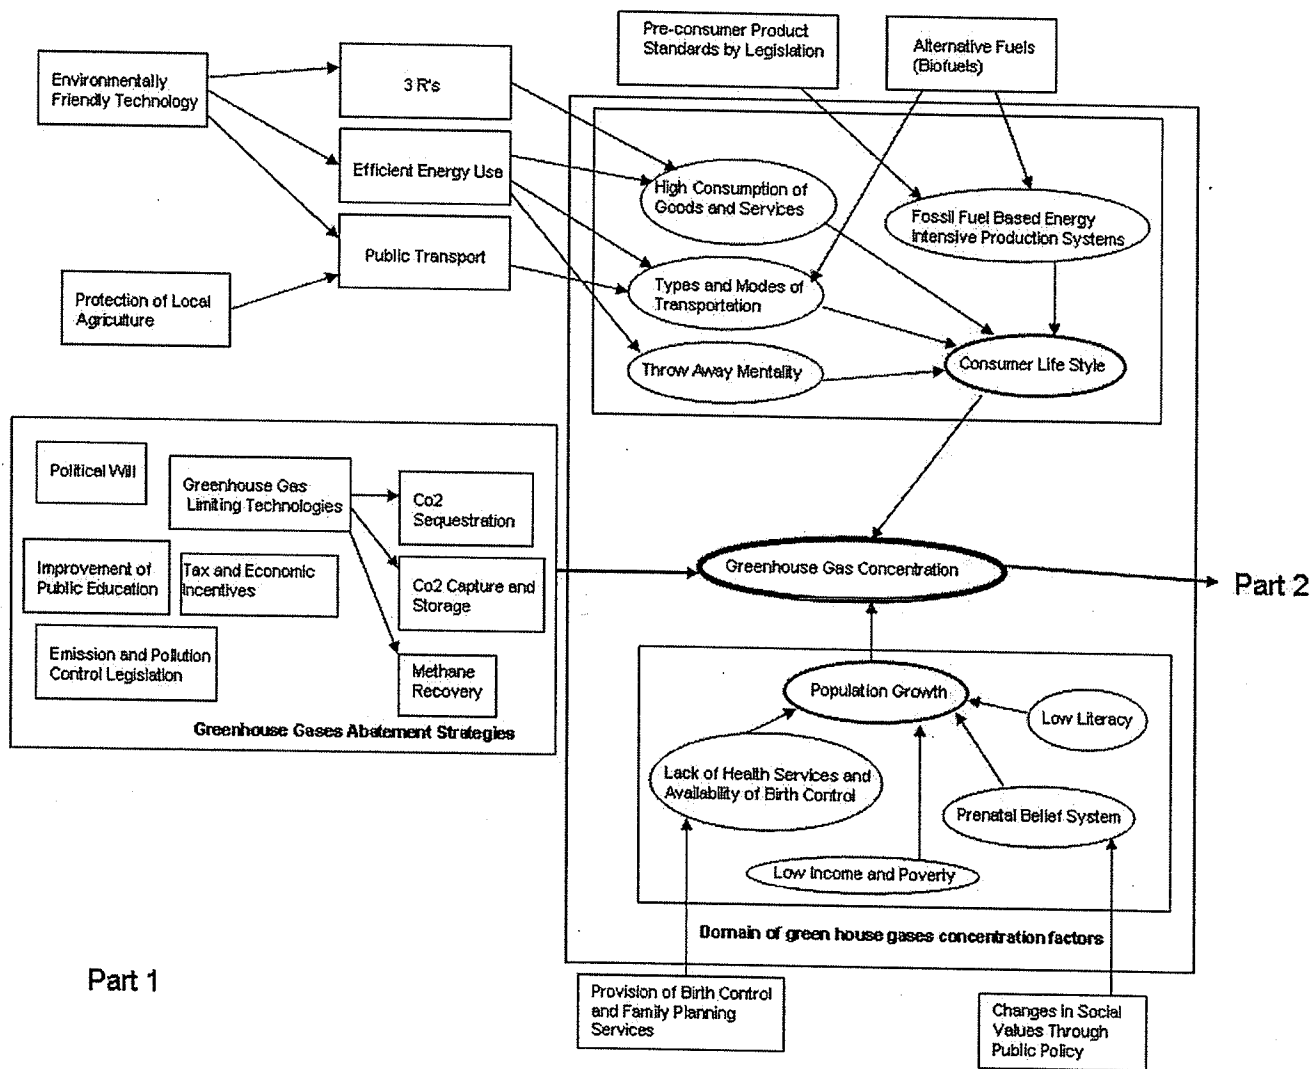 Pre-consumer Product
Standards by Legislation
Alternative Fuels
(Biofuels)
Environmentally
Friendly Technology
3 R's
Efficient Energy Use
Public Transport
Protection of Local
Agriculture
High Consumption of
Goods and Services
Fossil Fuel Based Energy
Intensive Production Systems
Types and Modes of
Transportation
Throw Away Mentality
Consumer Life Style
Political Will
Greenhouse Gas
Limiting Technologies
Co2
Sequestration
Improvement of
Public Education
Tax and Economic
Incentives
Co2 Capture and
Storage
Emission and Pollution
Control Legislation
Methane
Recovery
Greenhouse Gases Abatement Strategies
Greenhouse Gas Concentration
Part 2
Population Growth
Low Literacy
Lack of Health Services and
Availability of Birth Control
Prenatal Belief System
Low Income and Poverty
Domain of green house gases concentration factors
Part 1
Provision of Birth Control
and Family Planning
Services
Changes in Social
Values Through
Public Policy